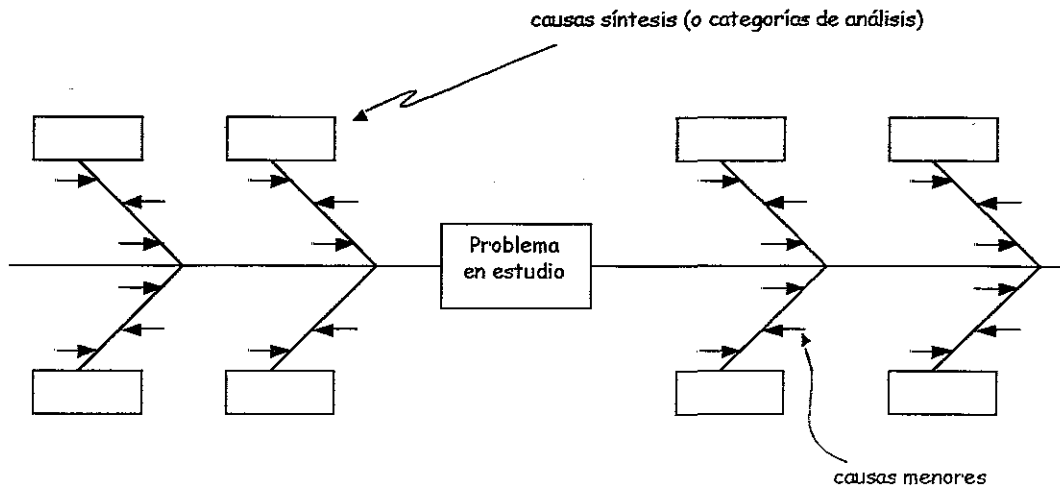 causas síntesis (o categorías de análisis)
Problema
en estudio
causas menores